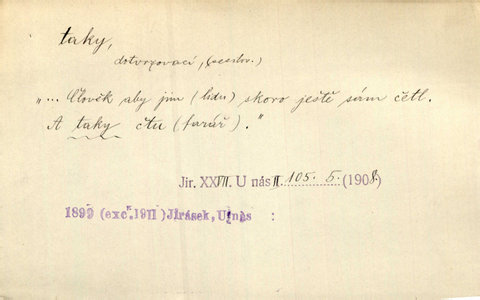 taky,
dotvrzovací, (seeslov.)
„... Člověk aby jim (lidu) skoro ještě sám četl.
A taky čtu (farář)."
Jir. XXVII. U nás II. 105. 5. (1908).
1899 (exc. 1911) Jirásek, U nás :